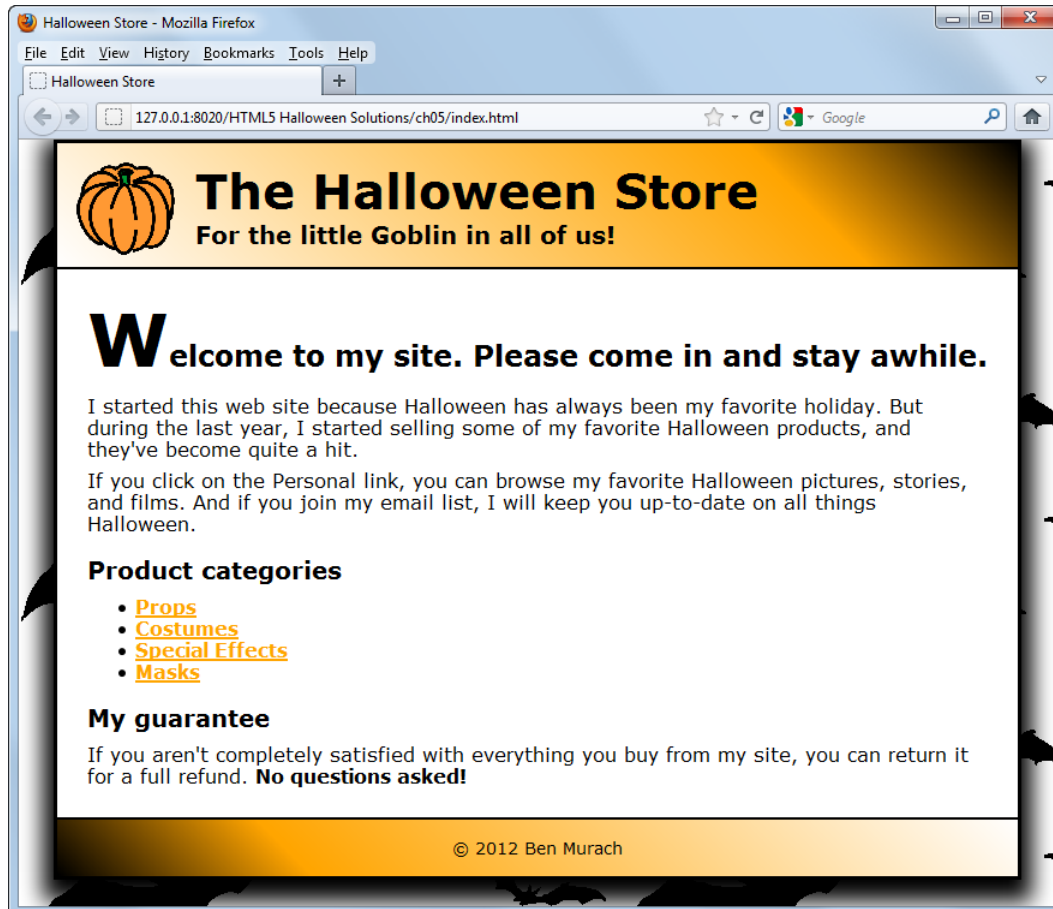 Halloween Store - Mozilla Firefox
File Edit View History Bookmarks Tools Help
Halloween Store
127.0.0.1:8020/HTML5 Halloween Solutions/ch05/index.html
Google
The Halloween Store
For the little Goblin in all of us!
Welcome to my site. Please come in and stay awhile.
I started this web site because Halloween has always been my favorite holiday. But
during the last year, I started selling some of my favorite Halloween products, and
they've become quite a hit.
If you click on the Personal link, you can browse my favorite Halloween pictures, stories,
and films. And if you join my email list, I will keep you up-to-date on all things
Halloween.
Product categories
• Props
• Costumes
• Special Effects
• Masks
My guarantee
If you aren't completely satisfied with everything you buy from my site, you can return it
for a full refund. No questions asked!
© 2012 Ben Murach